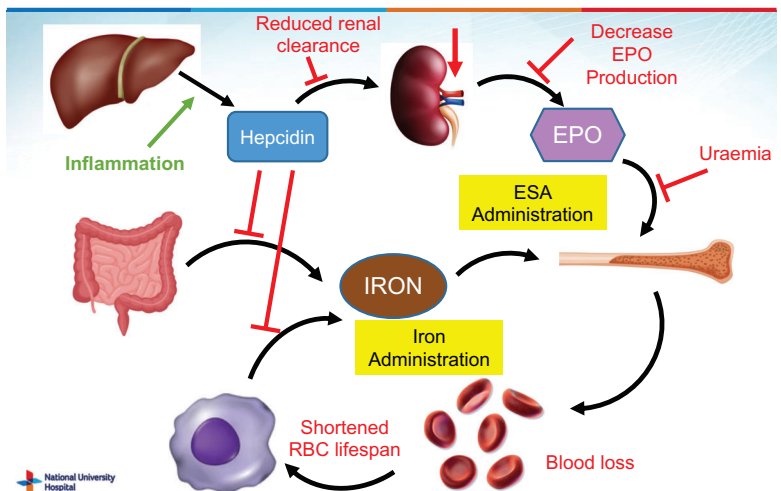 Reduced renal
clearance
Decrease
EPO
Production
Hepcidin
EPO
Inflammation
Uraemia
ESA
Administration
IRON
Iron
Administration
Shortened
RBC lifespan
Blood loss
National University
Hospital